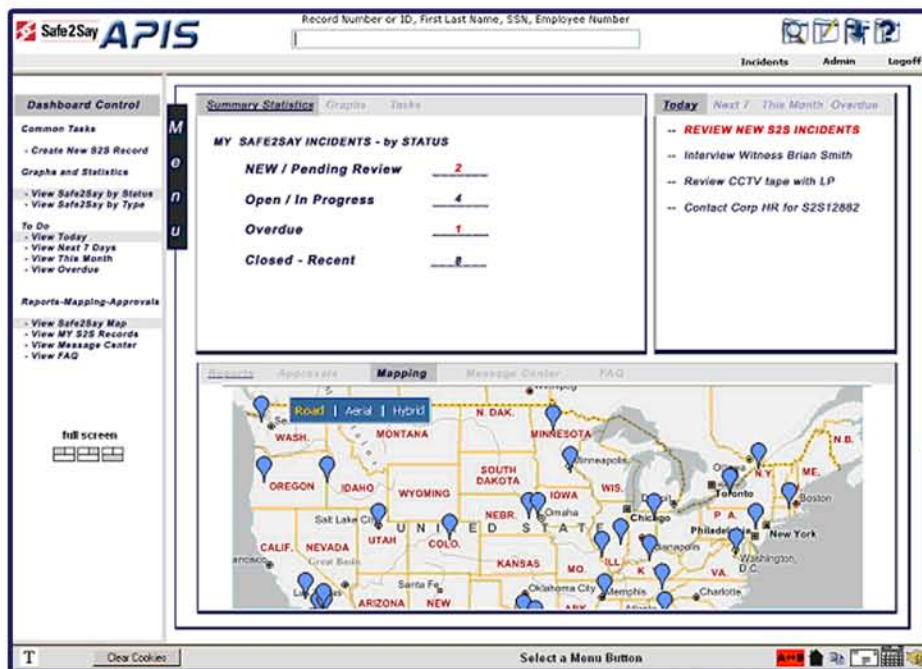 Safe2Say APIS
Record Number or ID, First Last Name, SSN, Employee Number
Incidents Admin Logoff
Dashboard Control
Common Tasks
- Create New S2S Record
Graphs and Statistics
- View Safe2Say by Status
- View Safe2Say by Type
To Do
- View Today
- View Next 7 Days
- View This Month
- View Overdue
Reports-Mapping-Approvals
- View Safe2Say Map
- View MY S2S Records
- View Message Center
- View FAQ
full screen
Menu
Summary Statistics Graphs Tasks
MY SAFE2SAY INCIDENTS - by STATUS
NEW / Pending Review 2
Open / In Progress 4
Overdue 1
Closed - Recent 8
Today Next 7 This Month Overdue
-- REVIEW NEW S2S INCIDENTS
-- Interview Witness Brian Smith
-- Review CCTV tape with LP
-- Contact Corp HR for S2S12882
Reports Approvals Mapping Message Center FAQ
Road | Aerial | Hybrid
Winnipeg
WASH.
MONTANA
N. DAK.
MINNESOTA
N.B.
Minneapolis
Ottawa
N.Y.
ME.
OREGON
IDAHO
WYOMING
SOUTH
DAKOTA
WIS.
Toronto
Boston
IOWA
Chicago
P A.
NEBR.
Omaha
Salt Lake City
UNITED STATE
Philadelphia
New York
CALIF.
NEVADA
UTAH
COLO.
ILL
Washington,
D.C.
Great Basin
KANSAS
MO.
K
VA.
Santa Fe
Oklahoma City
Memphis
Charlotte
ARIZONA
NEW
T
Clear Cookies
Select a Menu Button